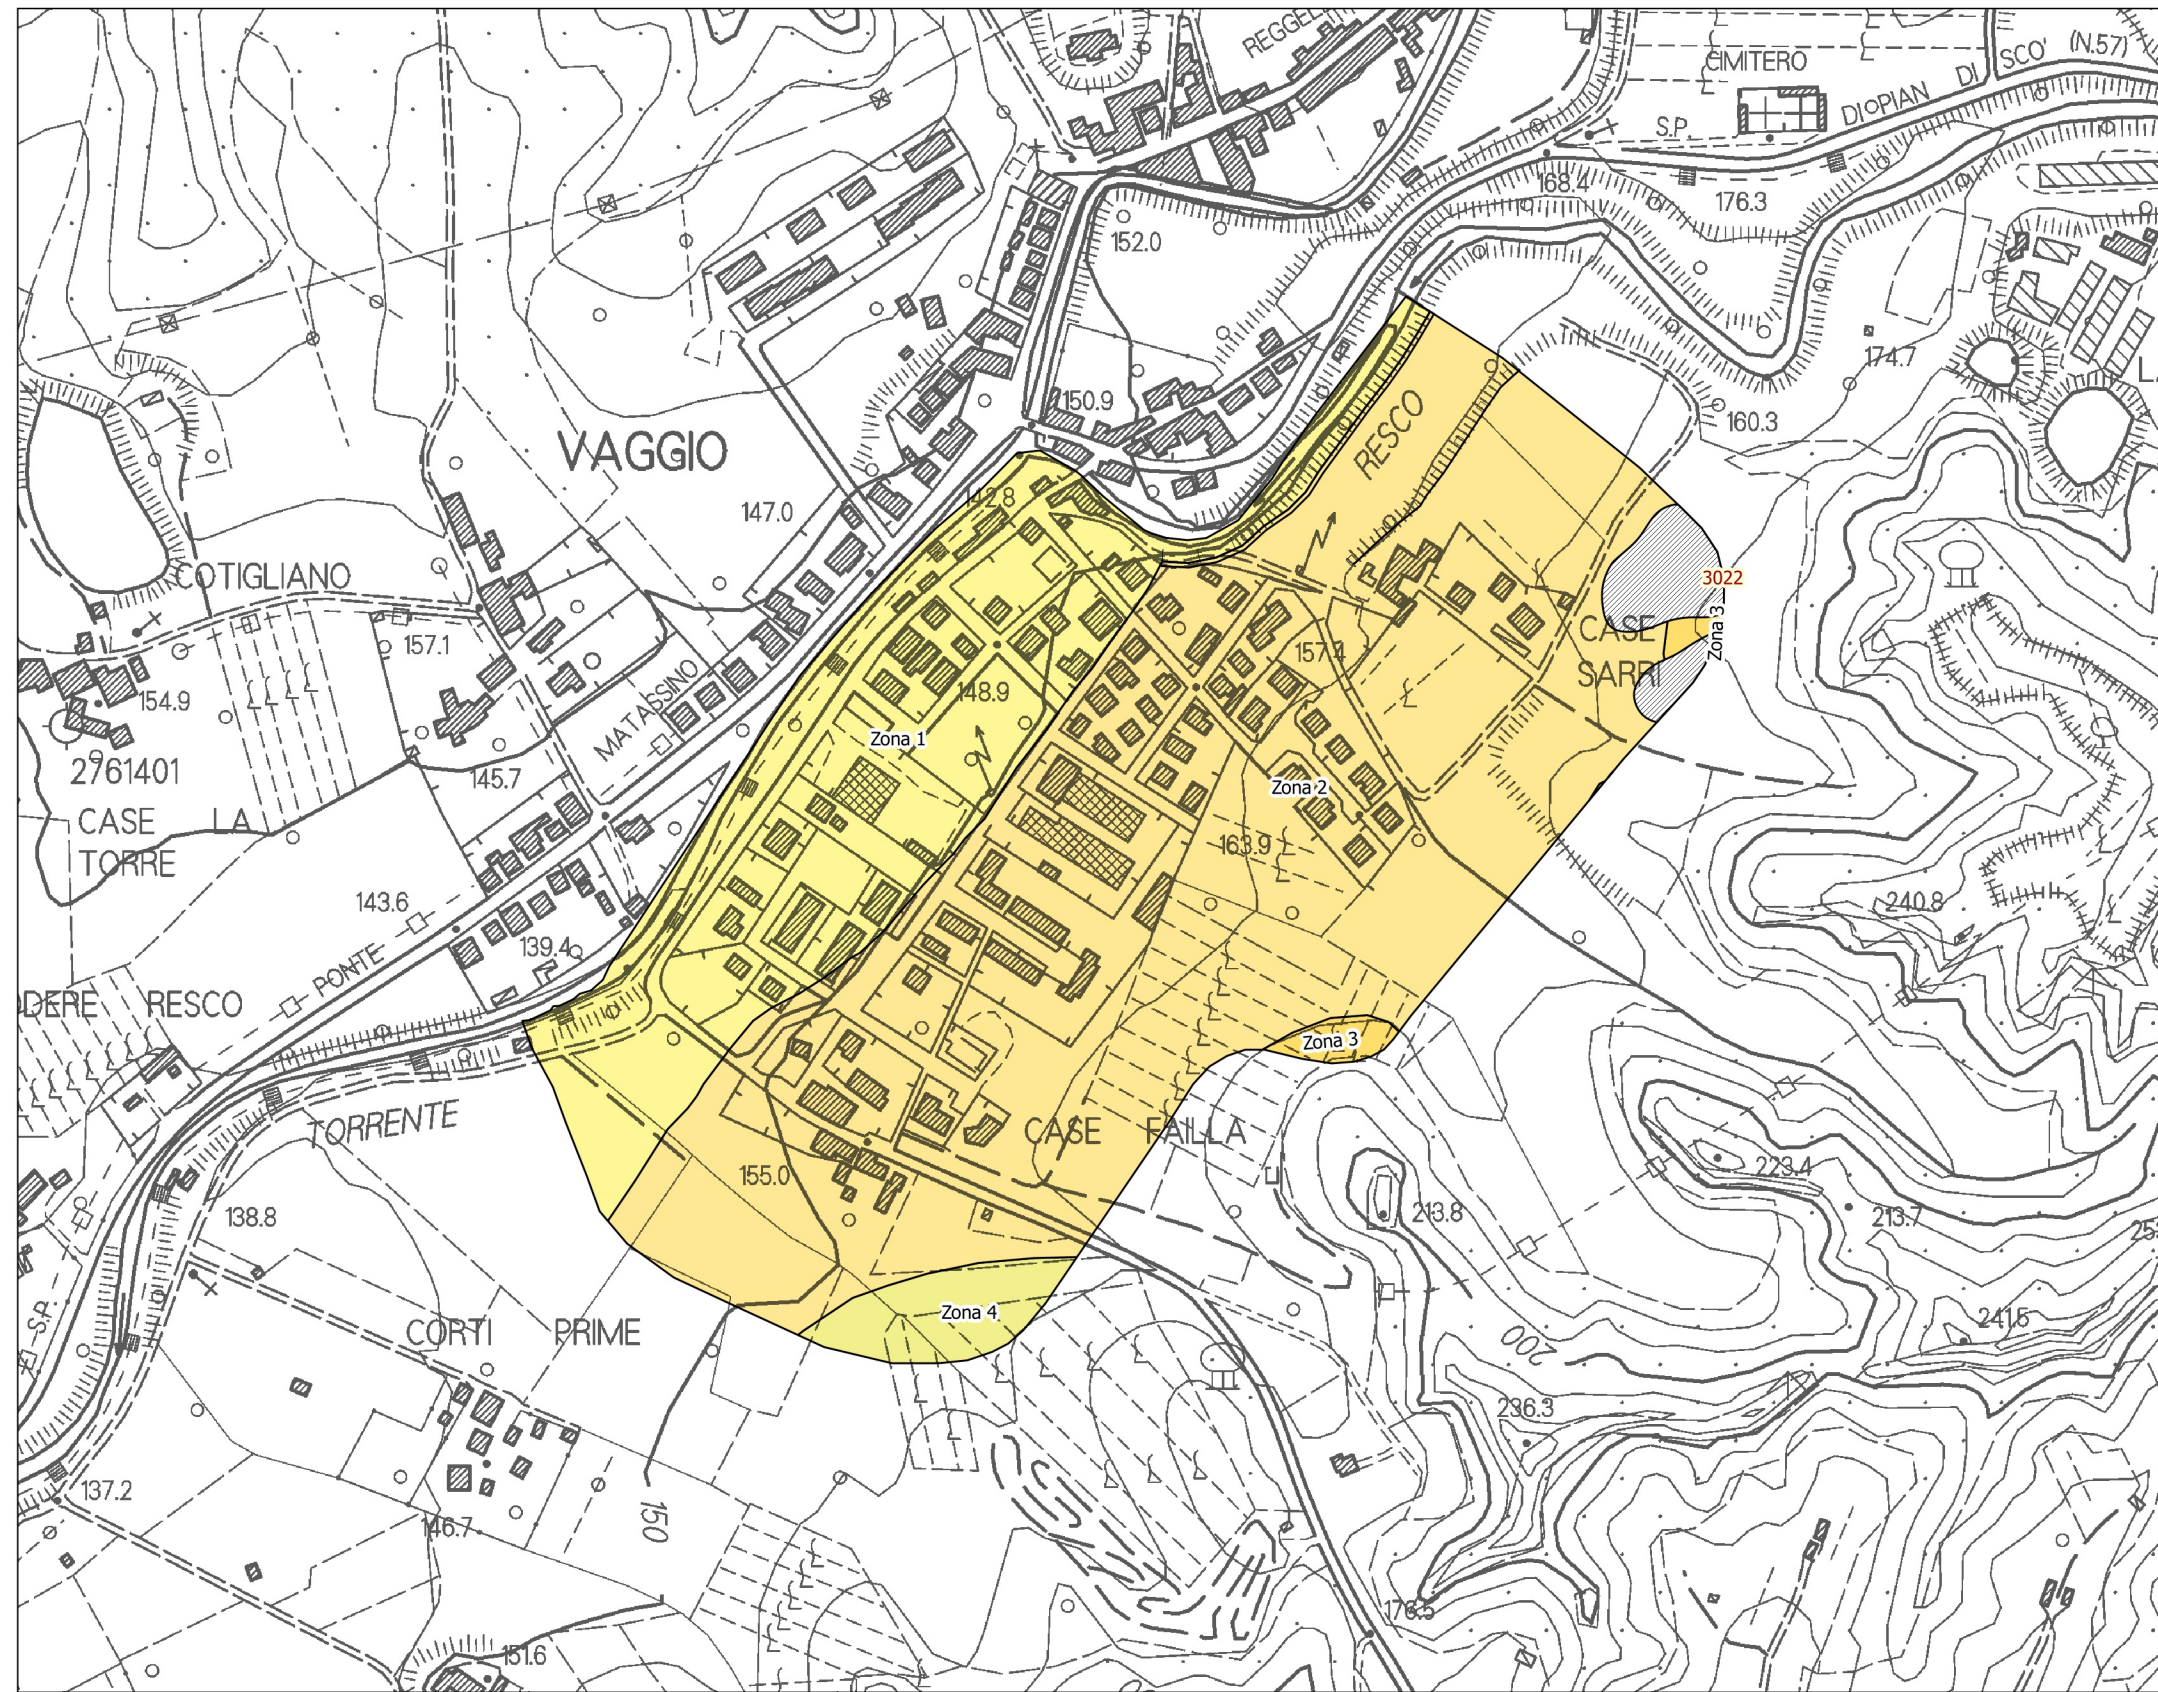 CIMITERO
S.P.
DI PIAN
DI
SCO' (N.57)
168.4
176.3
152.0
174.7
150.9
160.3
RESCO
VAGGIO
142.8
147.0
COTIGLIANO
3022
CASE
SARRI
Zona 3
157.1
157.4
154.9
148.9
MATASSINO
Zona 1
2761401
145.7
Zona 2
CASE LA
TORRE
163.9
143.6
240.8
139.4
PONTE
RESCO
Zona 3
TORRENTE
CASE FAILLA
155.0
223.4
138.8
213.8
213.7
Zona 4
S.P.
CORTI PRIME
241.5
200
236.3
137.2
146.7
150
176.5
151.6